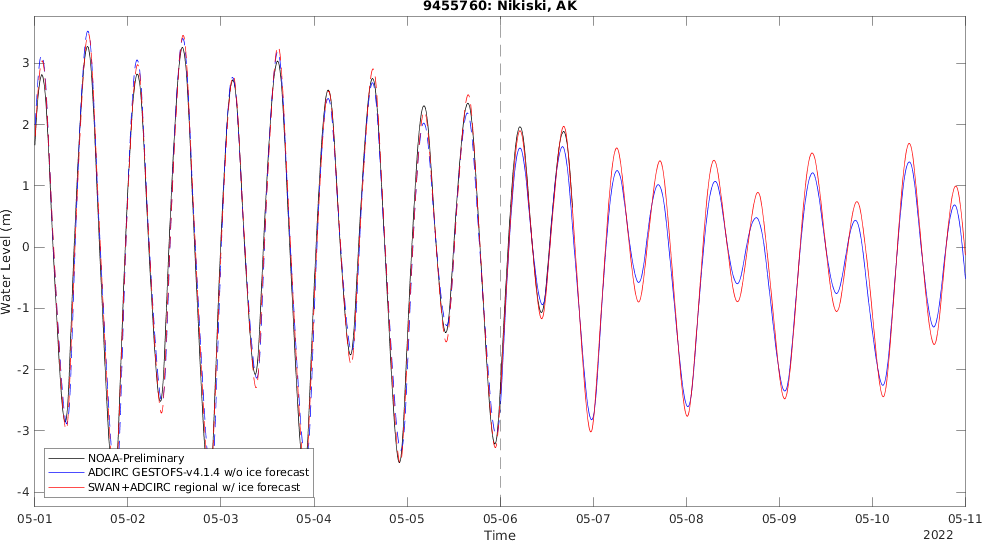 9455760: Nikiski, AK
Water Level (m)
3
2
1
0
-1
-2
-3
-4
NOAA-Preliminary
ADCIRC GESTOFS-v4.1.4 w/o ice forecast
SWAN+ADCIRC regional w/ ice forecast
05-01 05-02 05-03 05-04 05-05 05-06 05-07 05-08 05-09 05-10 05-11
Time
2022